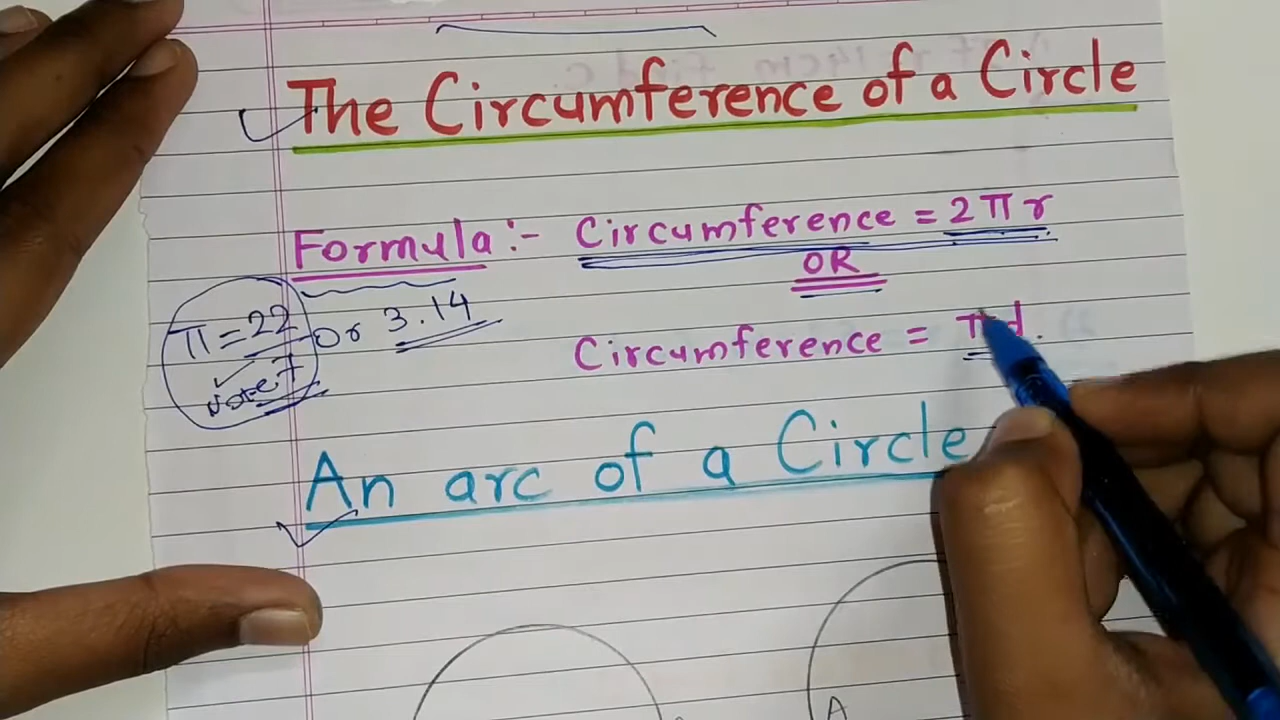 The Circumference of a Circle
Formula :- Circumference = 2πr
OR
π = 22/7 or 3.14
Circumference = πd.
Note
An arc of a Circle
A